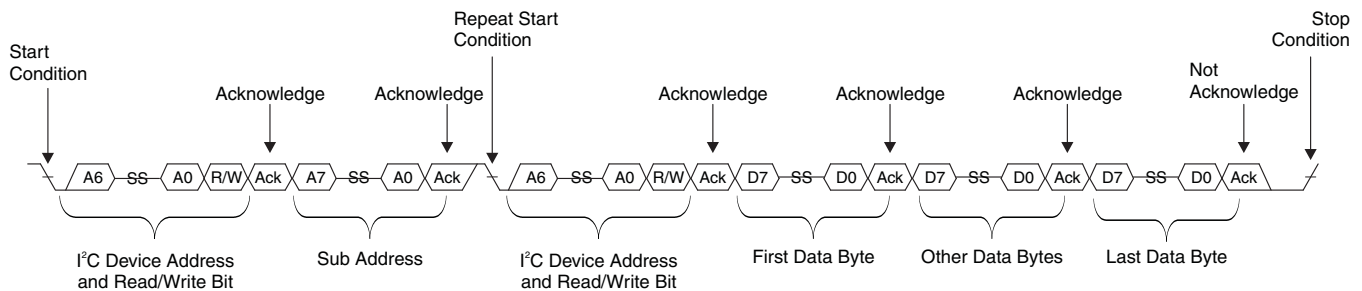 Start
Condition
Repeat Start
Condition
Stop
Condition
Acknowledge
Acknowledge
Acknowledge
Acknowledge
Acknowledge
Not
Acknowledge
A6 SS A0 R/W Ack A7 SS A0 Ack A6 SS A0 R/W Ack D7 SS D0 Ack D7 SS D0 Ack D7 SS D0 Ack
I²C Device Address
and Read/Write Bit
Sub Address
I²C Device Address
and Read/Write Bit
First Data Byte
Other Data Bytes
Last Data Byte